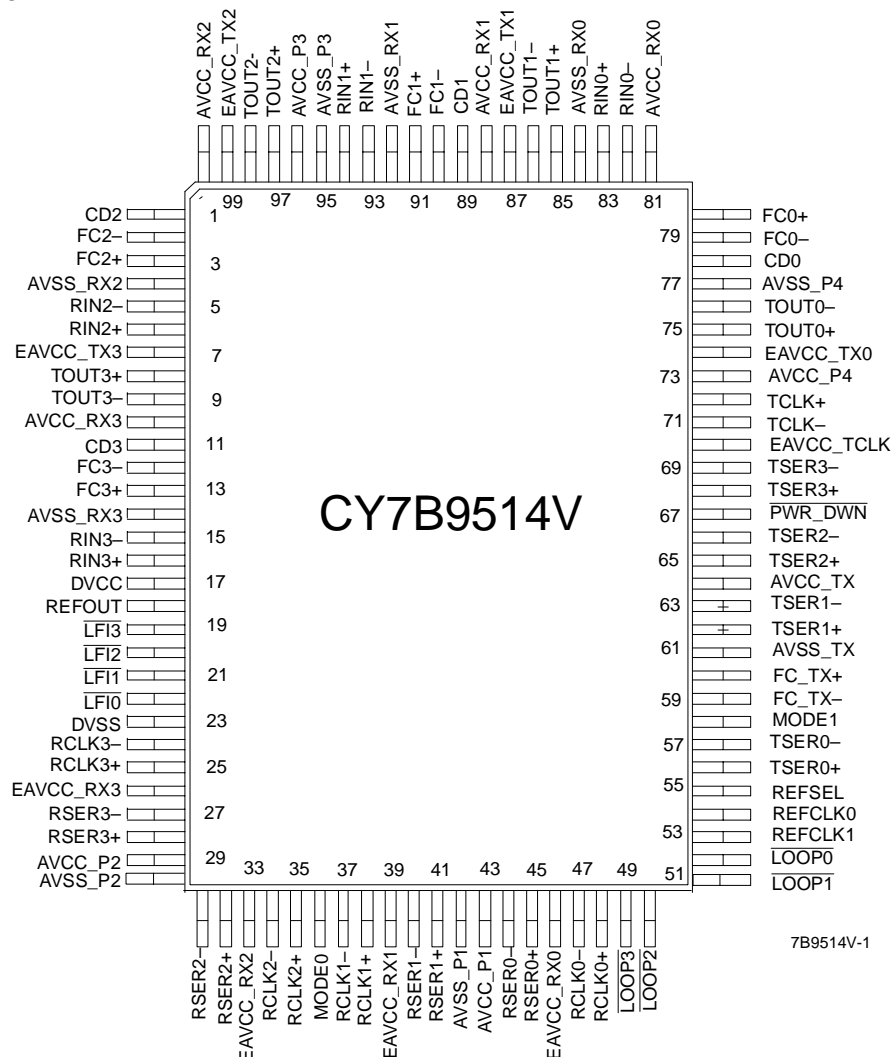 AVCC_RX2
EAVCC_TX2
TOUT2-
TOUT2+
AVCC_P3
AVSS_P3
RIN1+
RIN1–
AVSS_RX1
FC1+
FC1–
CD1
AVCC_RX1
EAVCC_TX1
TOUT1–
TOUT1+
AVSS_RX0
RIN0+
RIN0–
AVCC_RX0
99 97 95 93 91 89 87 85 83 81
CD2 1 FC0+
FC2– 79 FC0–
FC2+ 3 CD0
AVSS_RX2 77 AVSS_P4
RIN2– 5 TOUT0–
RIN2+ 75 TOUT0+
EAVCC_TX3 7 EAVCC_TX0
TOUT3+ 73 AVCC_P4
TOUT3– 9 TCLK+
AVCC_RX3 71 TCLK–
CD3 11 EAVCC_TCLK
FC3– 69 TSER3–
FC3+ 13 TSER3+
AVSS_RX3 67 PWR_DWN
CY7B9514V
RIN3– 15 TSER2–
RIN3+ 65 TSER2+
DVCC 17 AVCC_TX
REFOUT 63 TSER1–
LFI3 19 TSER1+
LFI2 61 AVSS_TX
LFI1 21 FC_TX+
LFI0 59 FC_TX–
DVSS 23 MODE1
RCLK3– 57 TSER0–
RCLK3+ 25 TSER0+
EAVCC_RX3 55 REFSEL
RSER3– 27 REFCLK0
RSER3+ 53 REFCLK1
AVCC_P2 29 LOOP0
AVSS_P2 51 LOOP1
33 35 37 39 41 43 45 47 49
RSER2–
RSER2+
EAVCC_RX2
RCLK2–
RCLK2+
MODE0
RCLK1–
RCLK1+
EAVCC_RX1
RSER1–
RSER1+
AVSS_P1
AVCC_P1
RSER0–
RSER0+
EAVCC_RX0
RCLK0–
RCLK0+
LOOP3
LOOP2
7B9514V-1